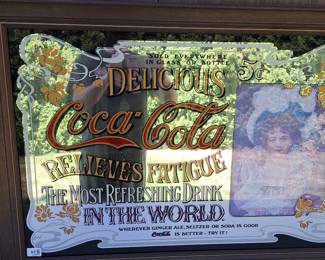 SOLD EVERYWHERE
IN GLASS OR BOTTLE
5¢
DELICIOUS
Coca-Cola
RELIEVES FATIGUE
THE MOST REFRESHING DRINK
IN THE WORLD
WHEREVER GINGER ALE, SELTZER OR SODA IS GOOD
Coca-Cola IS BETTER - TRY IT!